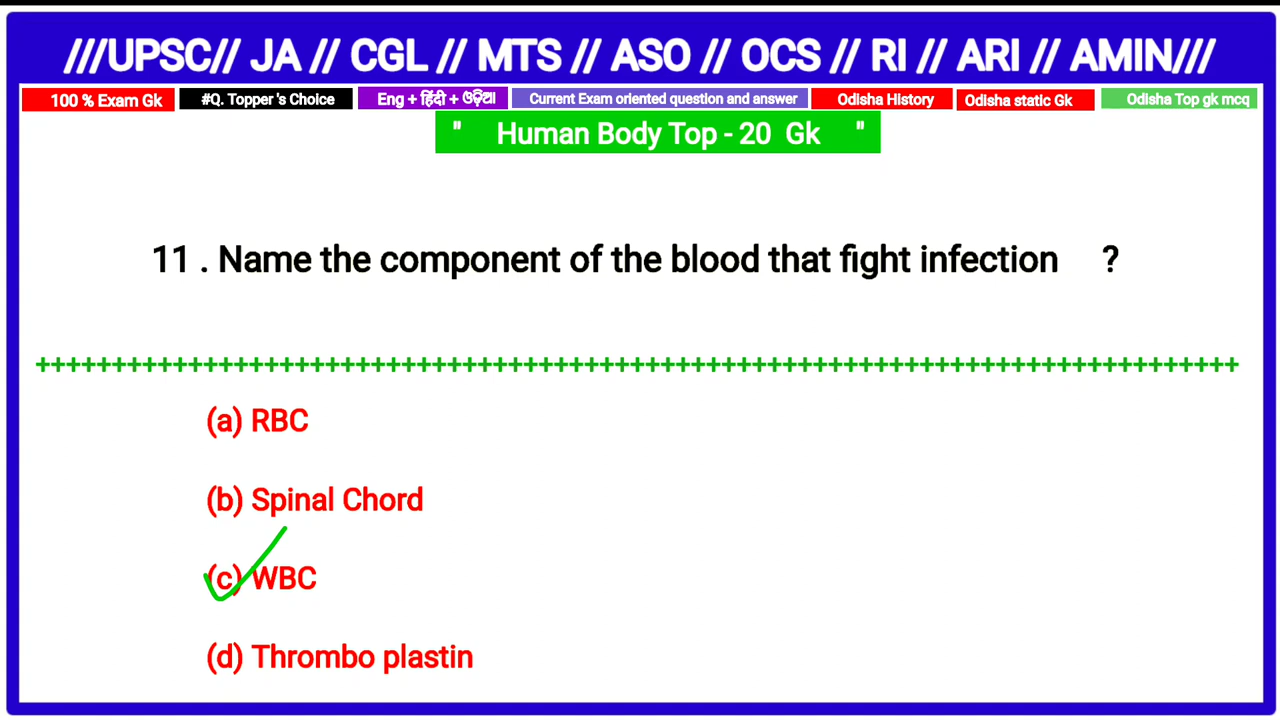 ///UPSC// JA // CGL // MTS // ASO // OCS // RI // ARI // AMIN///
100 % Exam Gk #Q. Topper 's Choice Eng + हिंदी + ଓଡ଼ିଆ Current Exam oriented question and answer Odisha History Odisha static Gk Odisha Top gk mcq
" Human Body Top - 20 Gk "
11 . Name the component of the blood that fight infection ?
++++++++++++++++++++++++++++++++++++++++++++++++++++++++++++++++++++++++++++++
(a) RBC
(b) Spinal Chord
(c) WBC
(d) Thrombo plastin